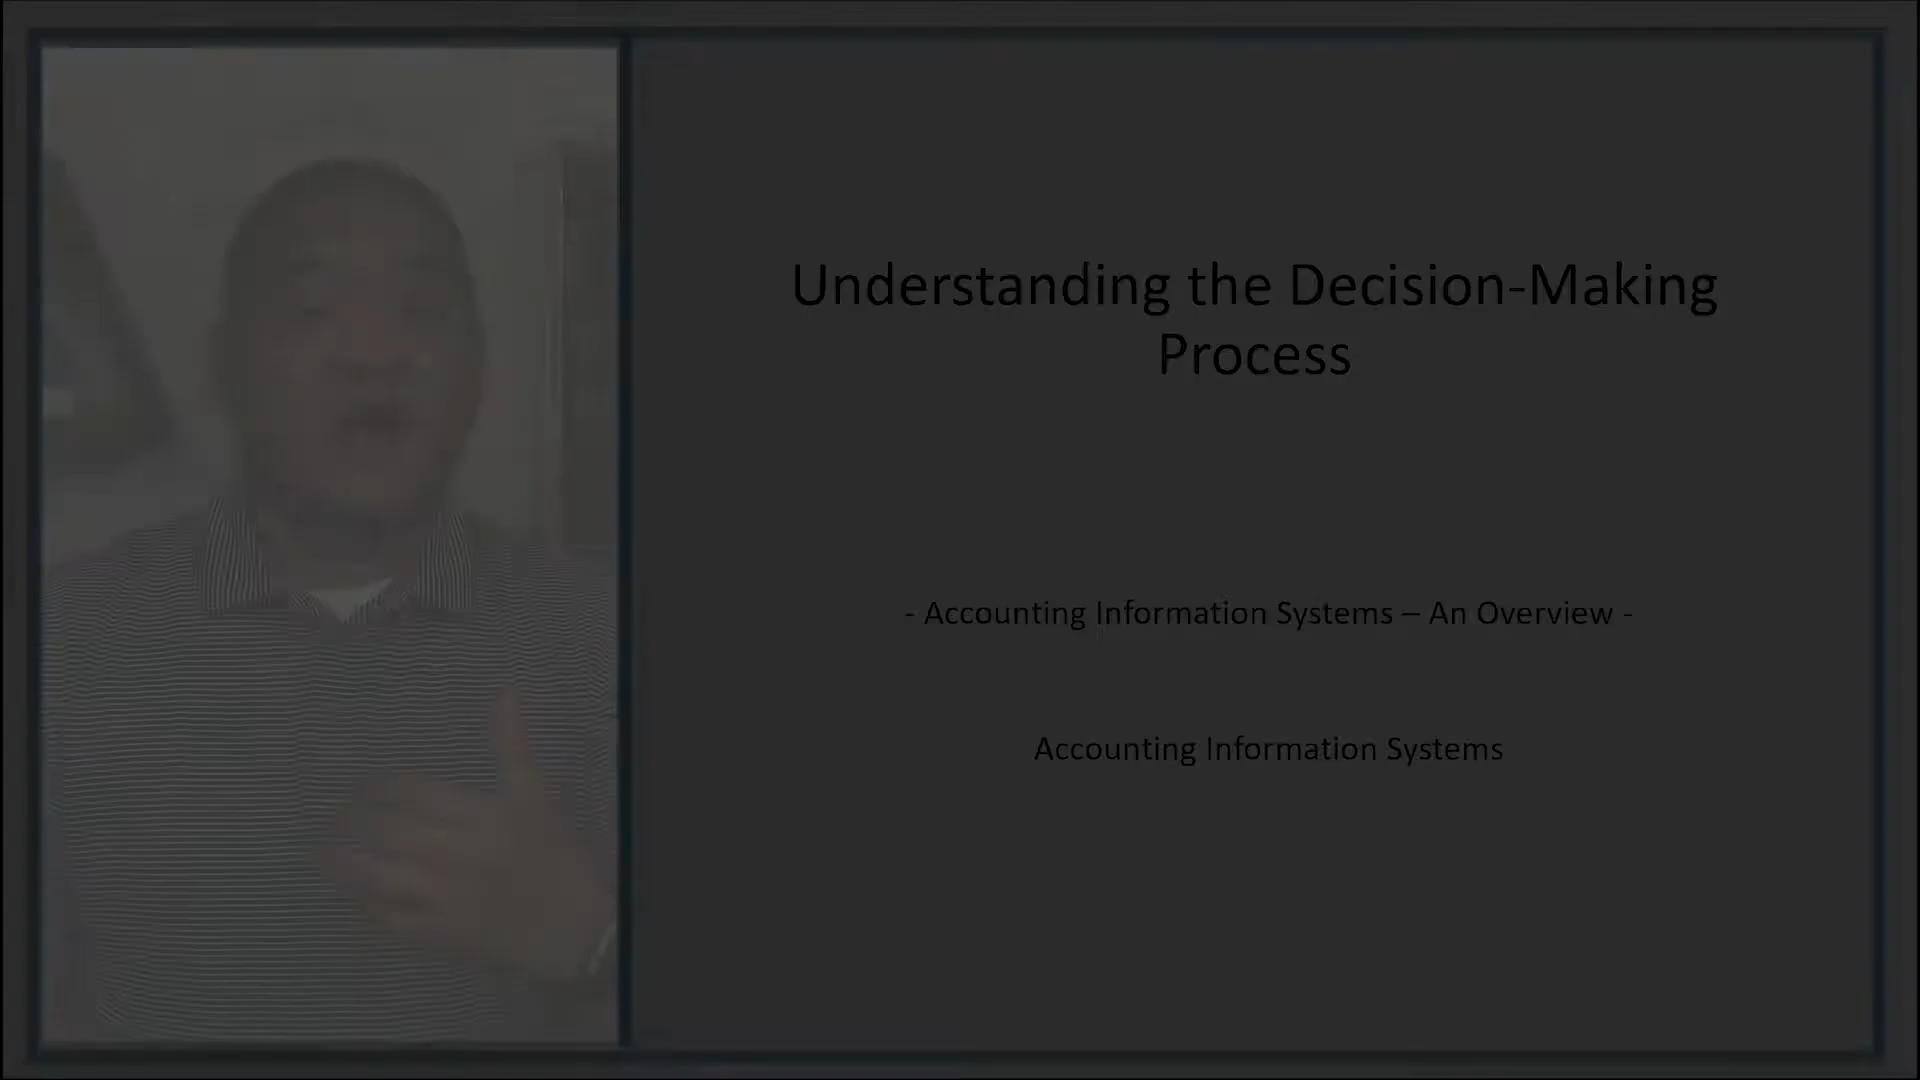 Understanding the Decision-Making
Process
- Accounting Information Systems – An Overview -
Accounting Information Systems